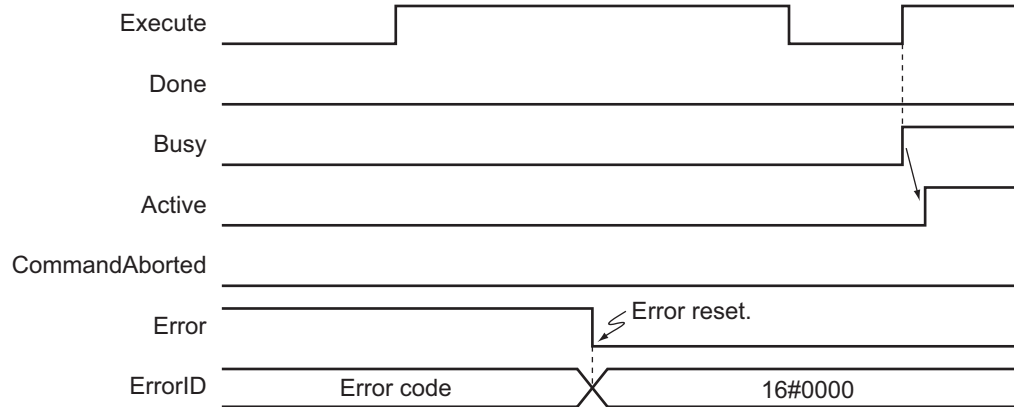 Execute
Done
Busy
Active
CommandAborted
Error
Error reset.
ErrorID
Error code
16#0000